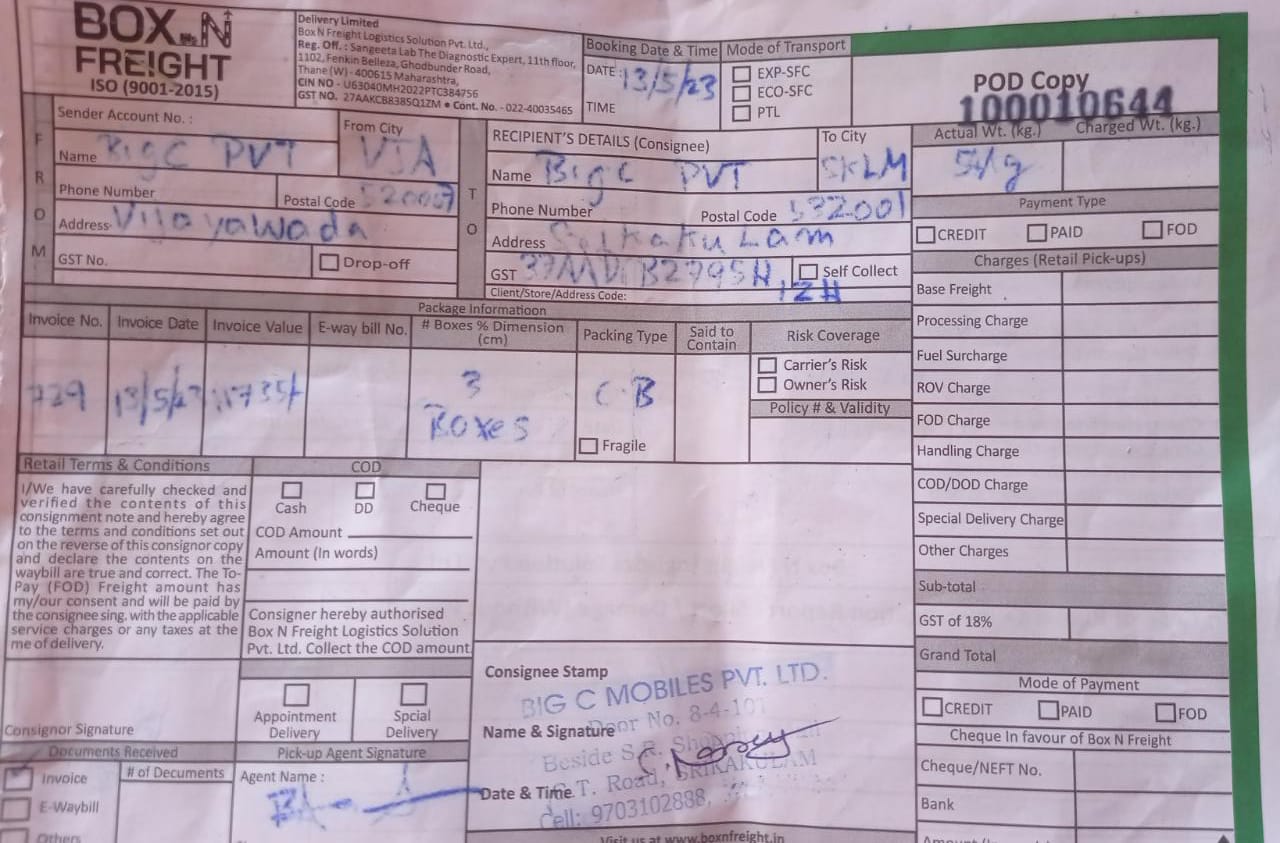 BOX N
FREIGHT
ISO (9001-2015)
Delivery Limited
Box N Freight Logistics Solution Pvt. Ltd.,
Reg. Off. : Sangeeta Lab The Diagnostic Expert, 11th floor,
1102, Fenkin Belleza, Ghodbunder Road,
Thane (W) - 400615 Maharashtra,
CIN NO - U63040MH2022PTC384756
GST NO. 27AAKCB8385Q1ZM ● Cont. No. - 022-40035465
Booking Date & Time
DATE : 13/5/23
TIME
Mode of Transport
EXP-SFC
ECO-SFC
PTL
POD Copy
100010644
FROM
Sender Account No. :
From City
VJA
Name BigC PVT
Phone Number
Postal Code 520007
Address Vijayawada
GST No.
Drop-off
TO
RECIPIENT'S DETAILS (Consignee)
To City
SKLM
Name BigC PVT
Phone Number
Postal Code 532001
Address Srikakulam
GST
1ZH
Self Collect
Client/Store/Address Code:
Actual Wt. (kg.)
Charged Wt. (kg.)
Payment Type
CREDIT PAID FOD
Charges (Retail Pick-ups)
Base Freight
Processing Charge
Fuel Surcharge
ROV Charge
FOD Charge
Handling Charge
COD/DOD Charge
Special Delivery Charge
Other Charges
Sub-total
GST of 18%
Grand Total
Mode of Payment
CREDIT PAID FOD
Cheque In favour of Box N Freight
Cheque/NEFT No.
Bank
Package Informatioon
Invoice No.
Invoice Date
Invoice Value
E-way bill No.
# Boxes % Dimension (cm)
Packing Type
Said to Contain
Risk Coverage
729
13/5/23
11735/-
3
Boxes
C B
Fragile
Carrier's Risk
Owner's Risk
Policy # & Validity
Retail Terms & Conditions
I/We have carefully checked and
verified the contents of this
consignment note and hereby agree
to the terms and conditions set out
on the reverse of this consignor copy
and declare the contents on the
waybill are true and correct. The To-
Pay (FOD) Freight amount has
my/our consent and will be paid by
the consignee sing. with the applicable
service charges or any taxes at the
me of delivery.
Consignor Signature
COD
Cash DD Cheque
COD Amount
Amount (In words)
Consigner hereby authorised
Box N Freight Logistics Solution
Pvt. Ltd. Collect the COD amount
Appointment Delivery
Spcial Delivery
Documents Received
Invoice
E-Waybill
Others
# of Documents
Pick-up Agent Signature
Agent Name :
Consignee Stamp
BIG C MOBILES PVT. LTD.
Name & Signature
Door No. 8-4-107
Beside S.R.
Date & Time
G.T. Road, SRIKAKULAM
Cell: 9703102888,
Visit us at www.boxnfreight.in